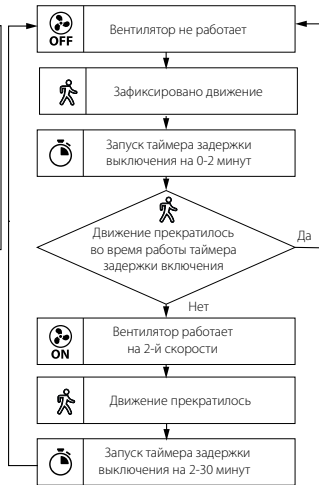 OFF
Вентилятор не работает
Зафиксировано движение
Запуск таймера задержки
выключения на 0-2 минут
Движение прекратилось
во время работы таймера
задержки включения
Да
Нет
ON
Вентилятор работает
на 2-й скорости
Движение прекратилось
Запуск таймера задержки
выключения на 2-30 минут